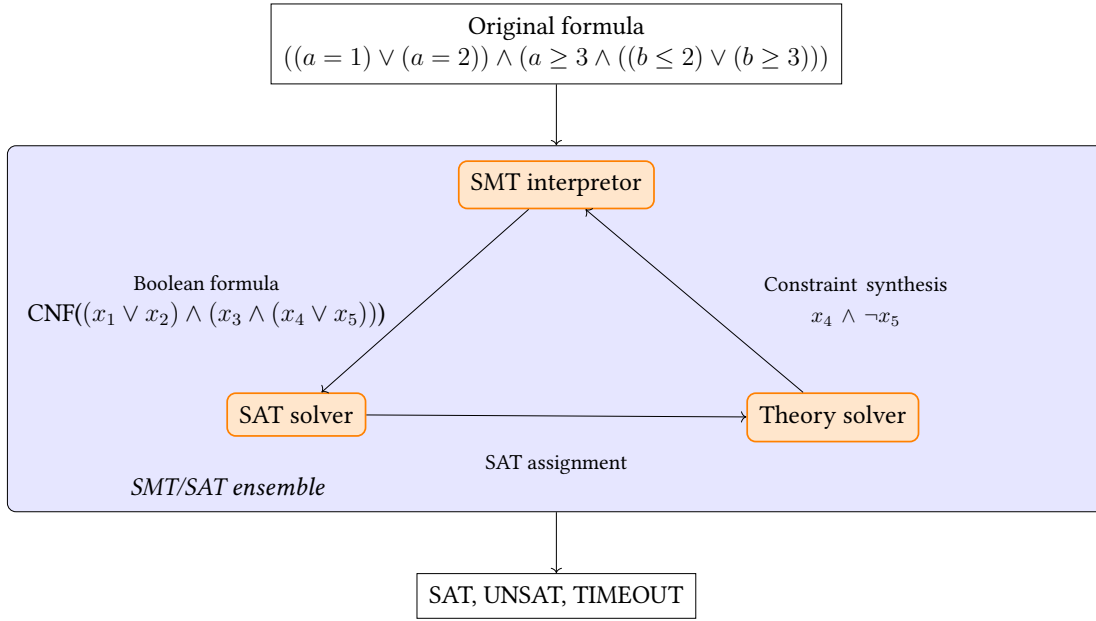 Original formula
((a = 1) ∨ (a = 2)) ∧ (a ≥ 3 ∧ ((b ≤ 2) ∨ (b ≥ 3)))
SMT interpretor
Boolean formula
CNF((x₁ ∨ x₂) ∧ (x₃ ∧ (x₄ ∨ x₅)))
Constraint synthesis
x₄ ∧ ¬x₅
SAT solver
Theory solver
SAT assignment
SMT/SAT ensemble
SAT, UNSAT, TIMEOUT